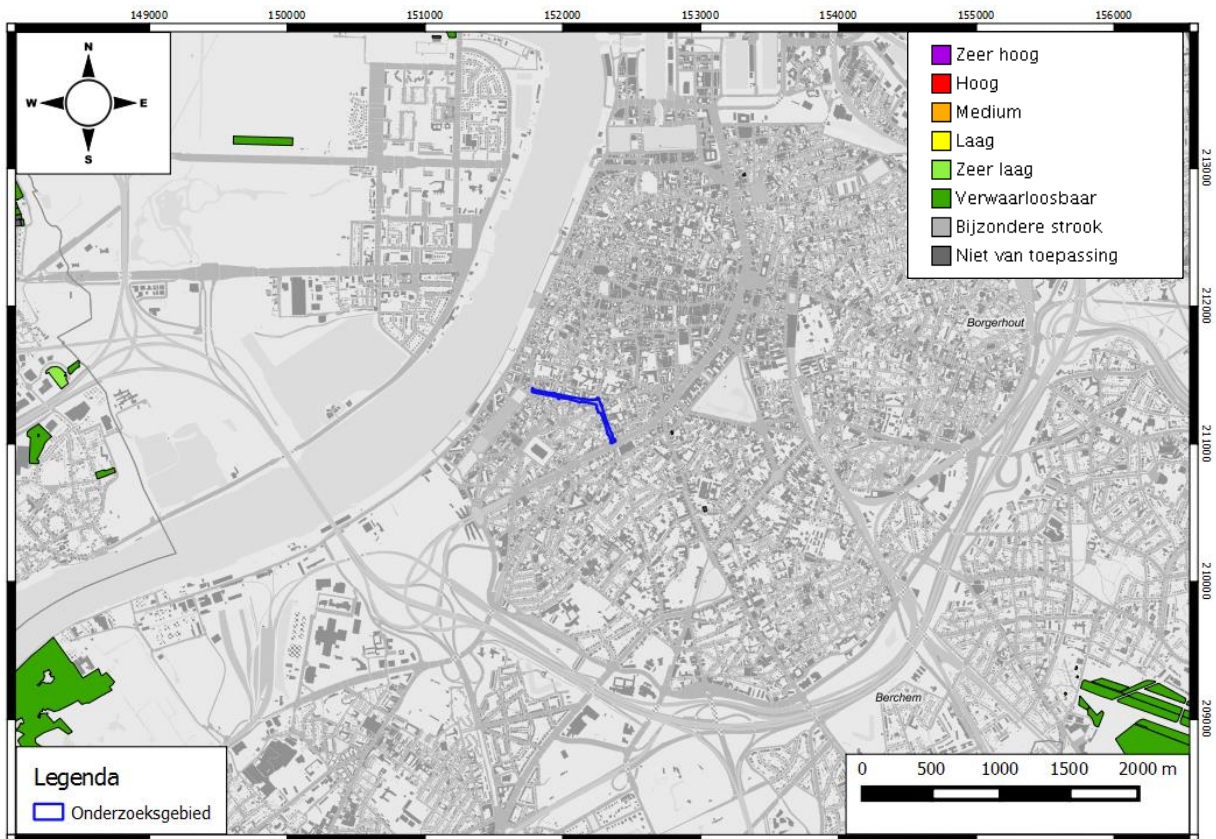 149000 150000 151000 152000 153000 154000 155000 156000
N
W E
S
Zeer hoog
Hoog
Medium
Laag
Zeer laag
Verwaarloosbaar
Bijzondere strook
Niet van toepassing
213000
212000
Borgerhout
211000
210000
Berchem
209000
Legenda
Onderzoeksgebied
0 500 1000 1500 2000 m